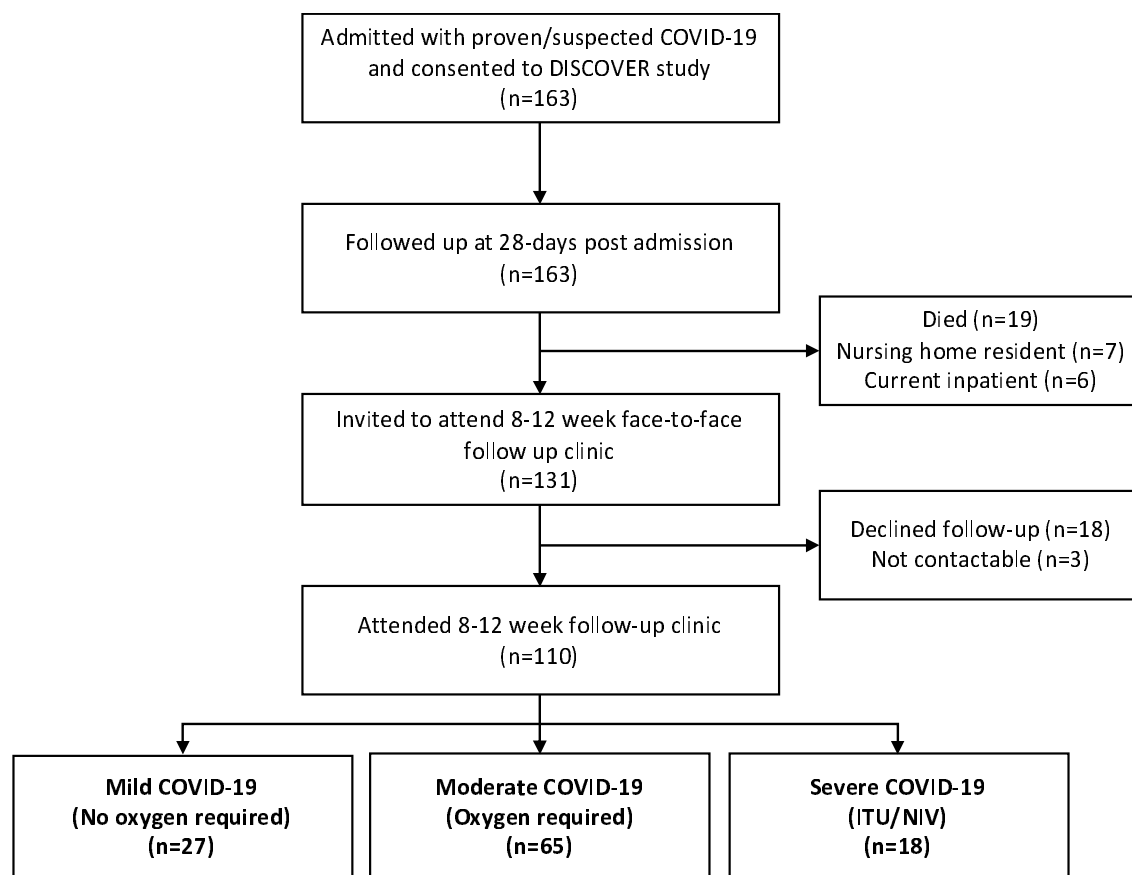 Admitted with proven/suspected COVID-19
and consented to DISCOVER study
(n=163)
Followed up at 28-days post admission
(n=163)
Died (n=19)
Nursing home resident (n=7)
Current inpatient (n=6)
Invited to attend 8-12 week face-to-face
follow up clinic
(n=131)
Declined follow-up (n=18)
Not contactable (n=3)
Attended 8-12 week follow-up clinic
(n=110)
Mild COVID-19
(No oxygen required)
(n=27)
Moderate COVID-19
(Oxygen required)
(n=65)
Severe COVID-19
(ITU/NIV)
(n=18)